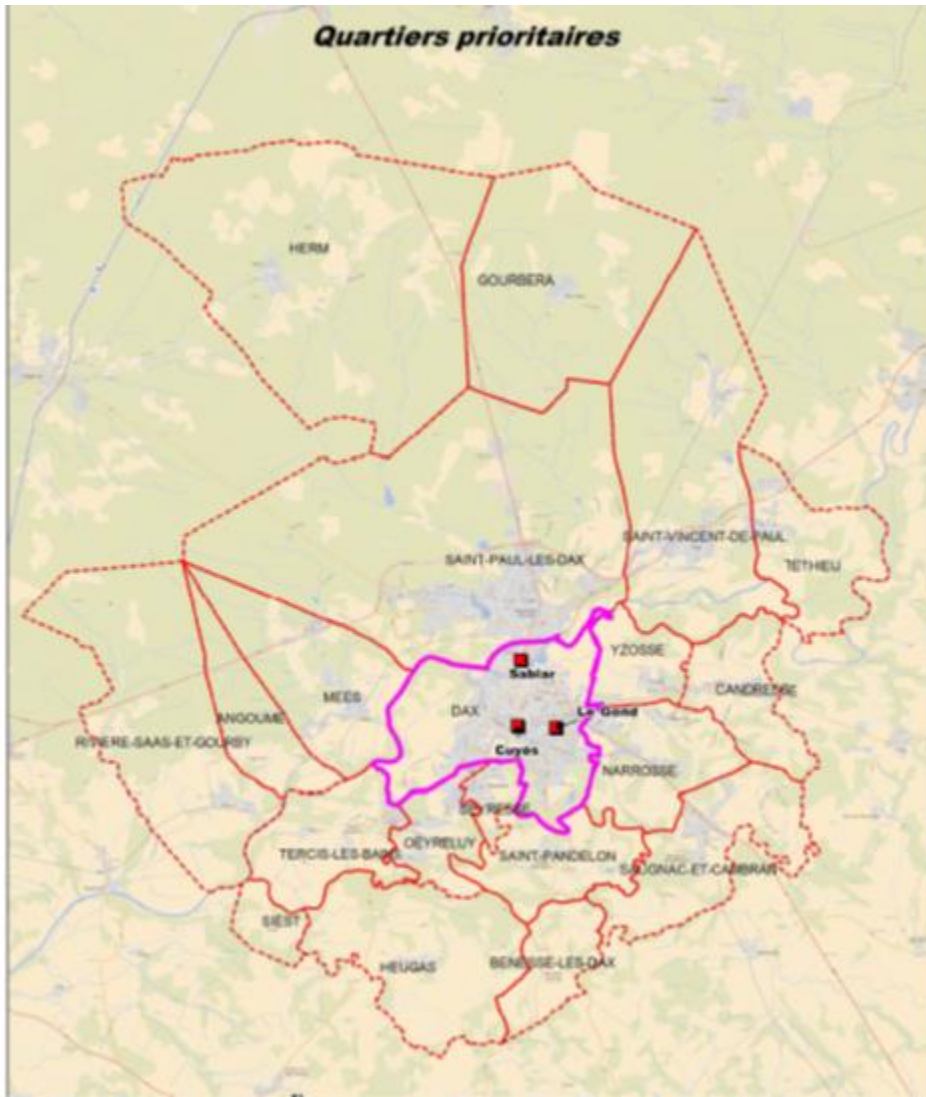 Quartiers prioritaires
HERM
GOURBERA
SAINT-VINCENT-DE-PAUL
SAINT-PAUL-LES-DAX
TETHIEU
YZOSSE
Sablar
CANDRESSE
MEES
DAX
Le Gond
ANGOUME
RIVIERE-SAAS-ET-GOURBY
Cuyès
NARROSSE
SEYRESSE
OEYRELUY
TERCIS-LES-BAINS
SAINT-PANDELON
SAUGNAC-ET-CAMBRAN
SIEST
HEUGAS
BENESSE-LES-DAX